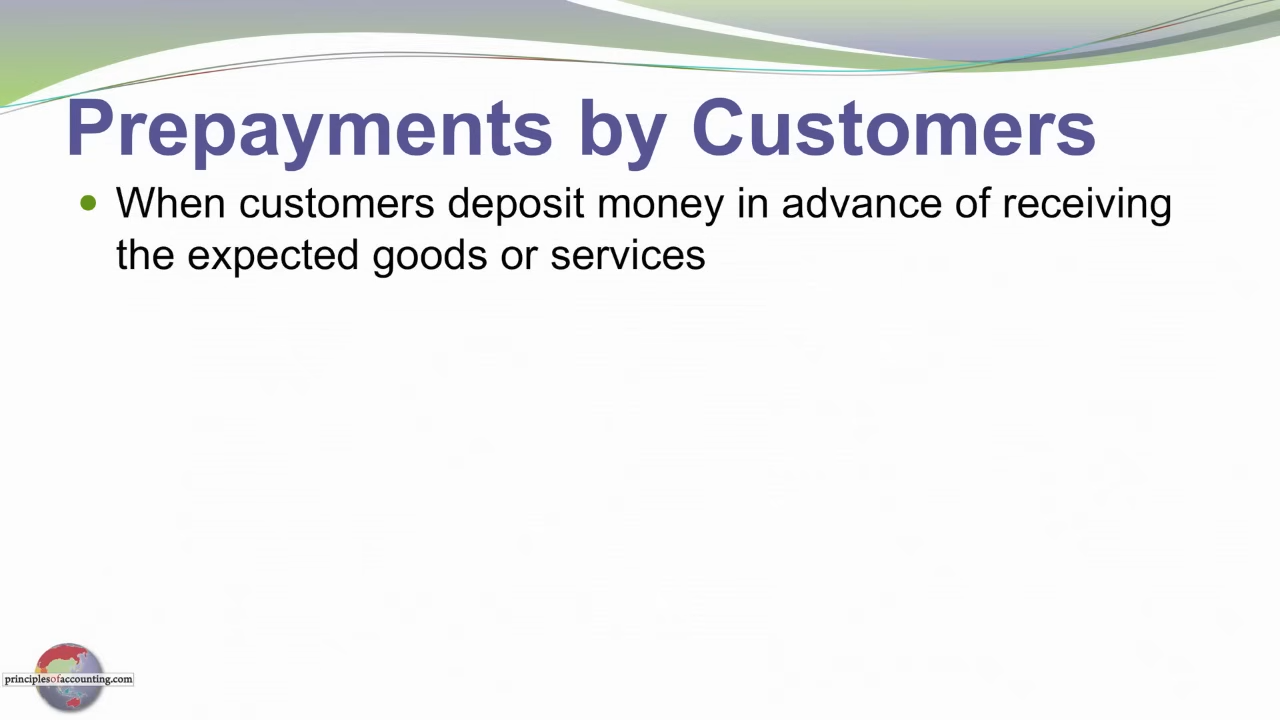 Prepayments by Customers
When customers deposit money in advance of receiving
the expected goods or services
principlesofaccounting.com